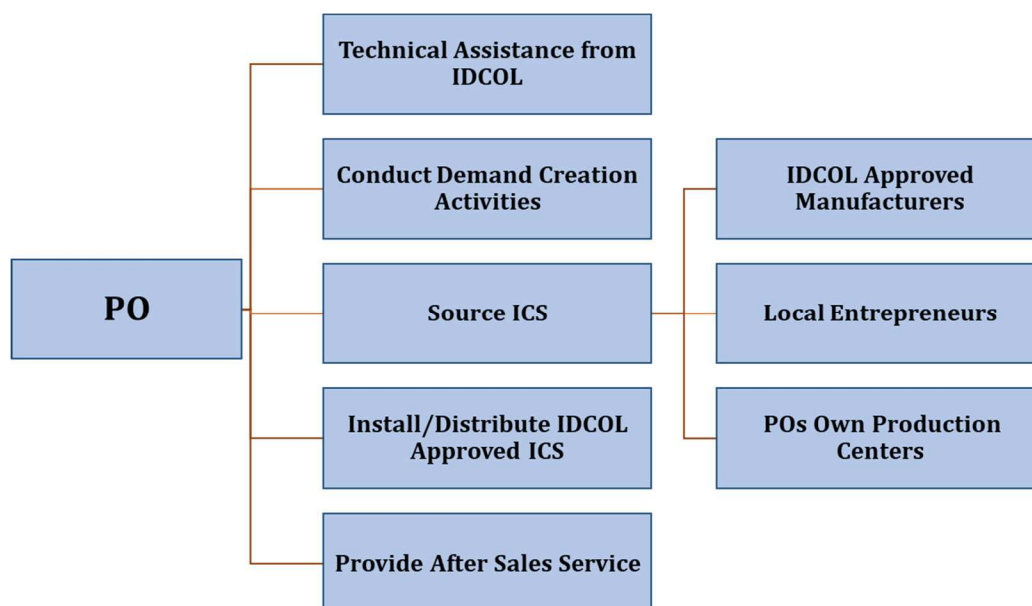 PO
Technical Assistance from
IDCOL
Conduct Demand Creation
Activities
Source ICS
Install/Distribute IDCOL
Approved ICS
Provide After Sales Service
IDCOL Approved
Manufacturers
Local Entrepreneurs
POs Own Production
Centers